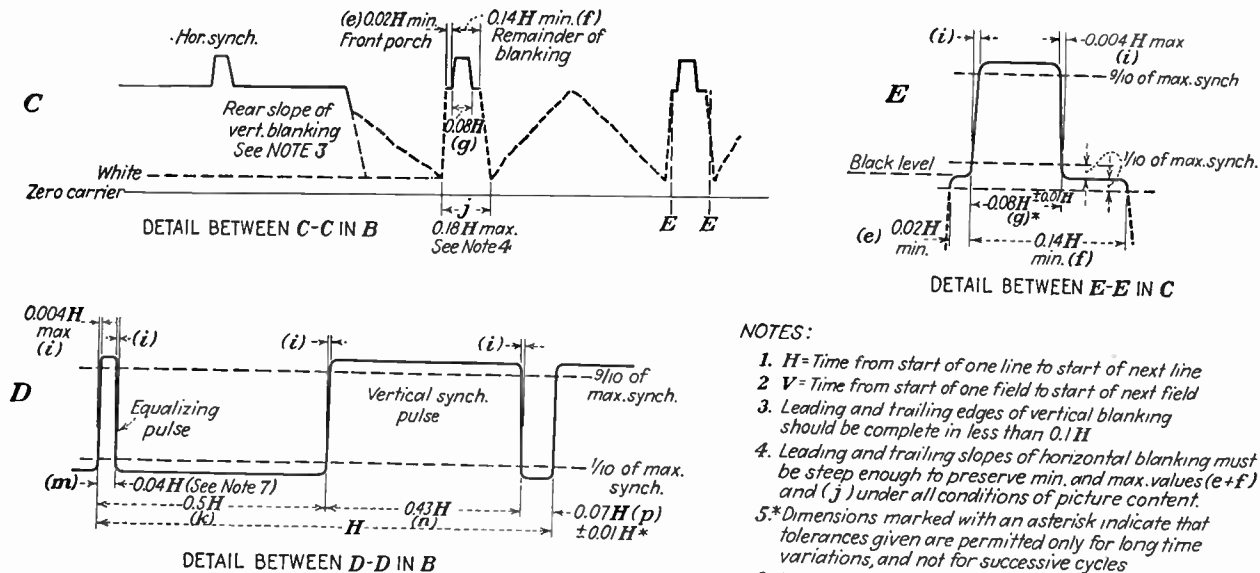 C
Hor. synch.
(e) 0.02H min.
Front porch
0.14H min. (f)
Remainder of
blanking
0.08H
(g)
Rear slope of
vert. blanking
See NOTE 3
White
Zero carrier
j
0.18H max.
See Note 4
E E
DETAIL BETWEEN C-C IN B
E
(i)
0.004H max
(i)
9/10 of max. synch
Black level
1/10 of max. synch.
0.08H ±0.01H
(g)*
(e) 0.02H
min.
0.14H
min. (f)
DETAIL BETWEEN E-E IN C
D
0.004H
max
(i)
(i)
(i)
(i)
9/10 of
max. synch.
Equalizing
pulse
Vertical synch.
pulse
1/10 of max.
synch.
(m)
0.04H (See Note 7)
0.5H
(k)
0.43H
(n)
0.07H (p)
±0.01H*
H
DETAIL BETWEEN D-D IN B
NOTES:
1. H = Time from start of one line to start of next line
2 V = Time from start of one field to start of next field
3. Leading and trailing edges of vertical blanking
should be complete in less than 0.1H
4. Leading and trailing slopes of horizontal blanking must
be steep enough to preserve min. and max. values (e+f)
and (j) under all conditions of picture content.
5.* Dimensions marked with an asterisk indicate that
tolerances given are permitted only for long time
variations, and not for successive cycles